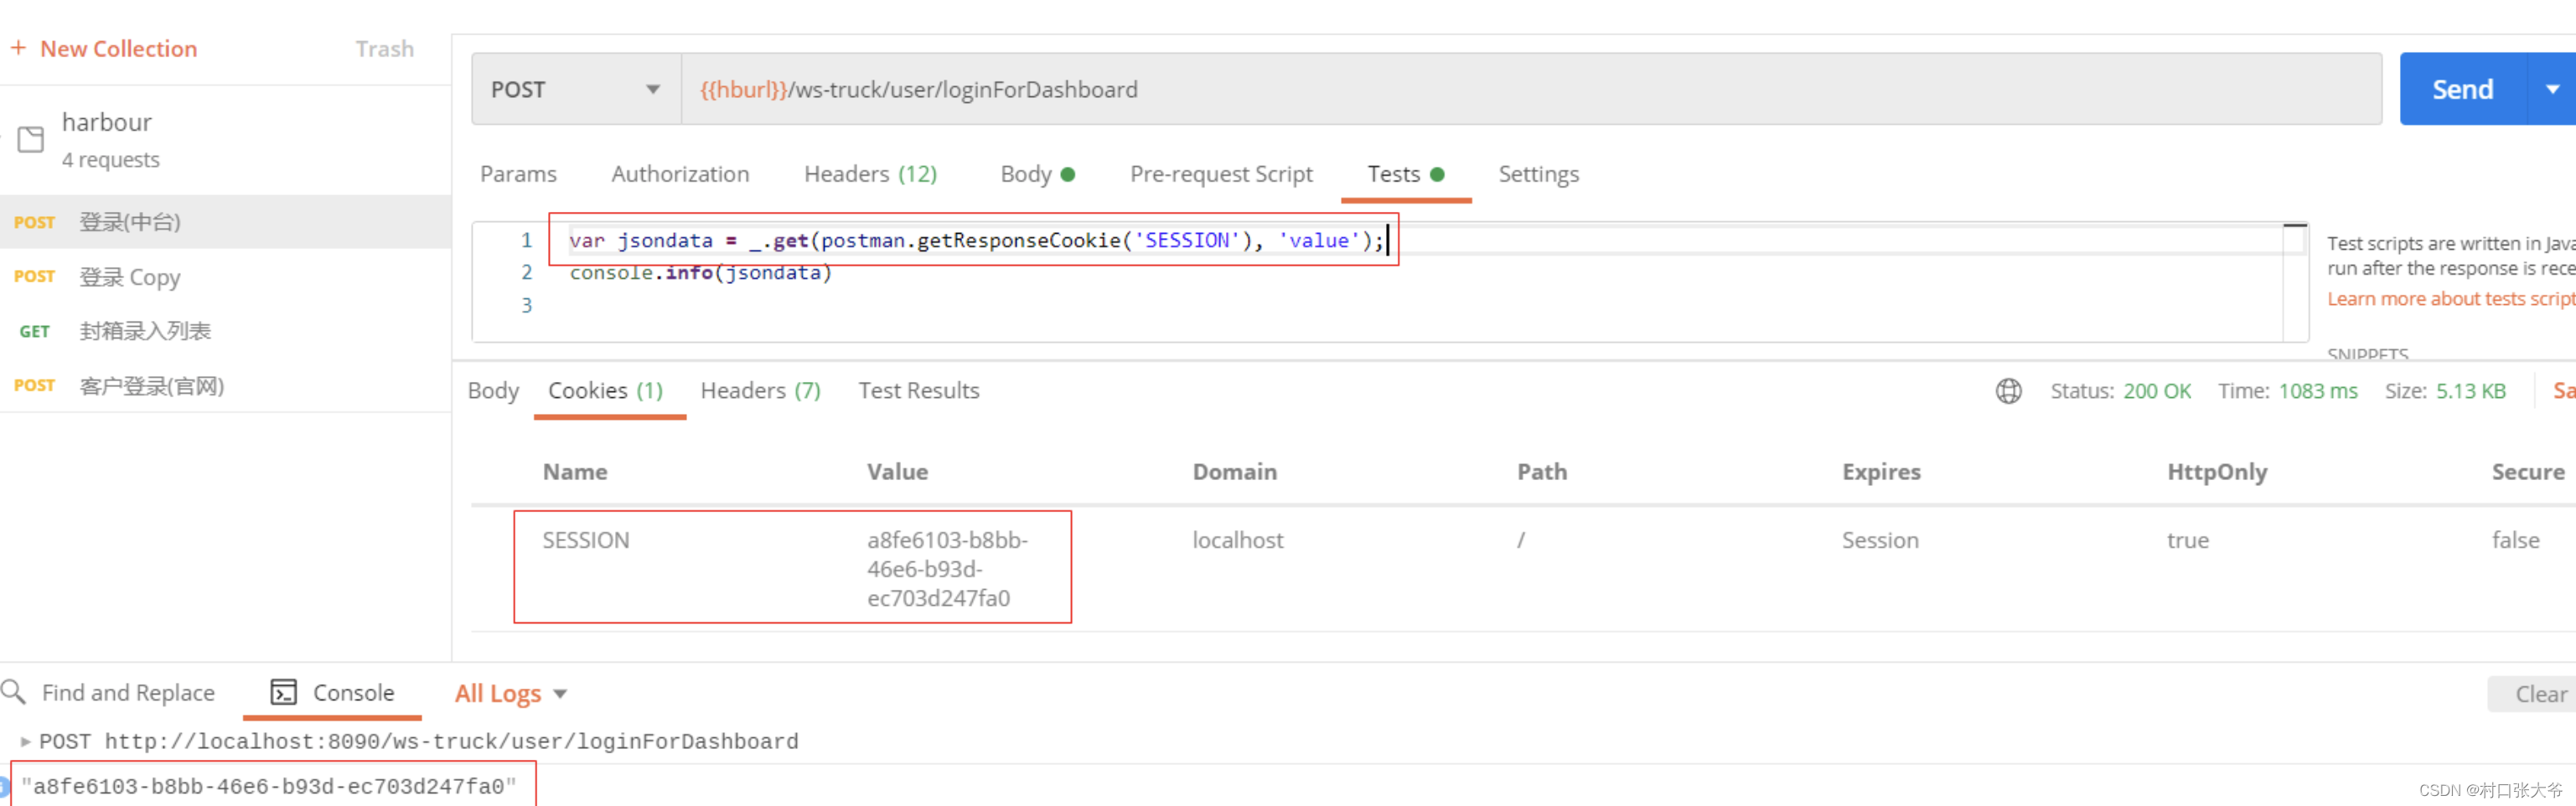 + New Collection
Trash
harbour
4 requests
POST 登录(中台)
POST 登录 Copy
GET 封箱录入列表
POST 客户登录(官网)
POST
{{hburl}}/ws-truck/user/loginForDashboard
Send
Params Authorization Headers (12) Body Pre-request Script Tests Settings
1 var jsondata = _.get(postman.getResponseCookie('SESSION'), 'value');
2 console.info(jsondata)
3
Test scripts are written in Java
run after the response is rece
Learn more about tests script
SNIPPETS
Body Cookies (1) Headers (7) Test Results
Status: 200 OK Time: 1083 ms Size: 5.13 KB Sa
Name Value Domain Path Expires HttpOnly Secure
SESSION a8fe6103-b8bb- localhost / Session true false
46e6-b93d-
ec703d247fa0
Find and Replace Console All Logs Clear
POST http://localhost:8090/ws-truck/user/loginForDashboard
"a8fe6103-b8bb-46e6-b93d-ec703d247fa0"
CSDN @村口张大爷